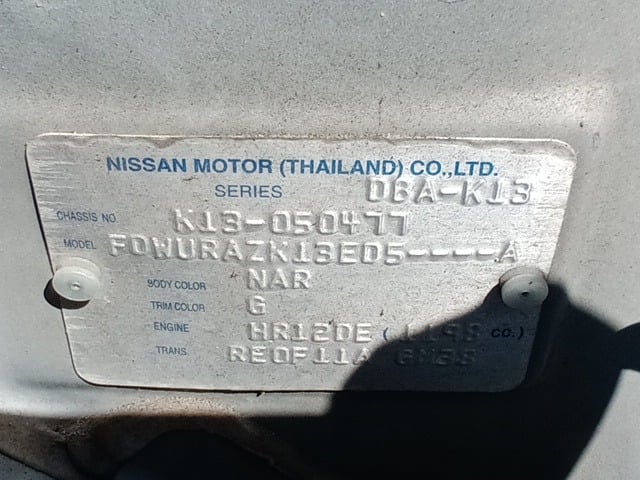 NISSAN MOTOR (THAILAND) CO.,LTD.
SERIES DBA-K13
CHASSIS NO K13-050477
MODEL FDWURAZK13ED5----A
BODY COLOR NAR
TRIM COLOR G
ENGINE HR12DE (1198 CC.)
TRANS. RE0F11A